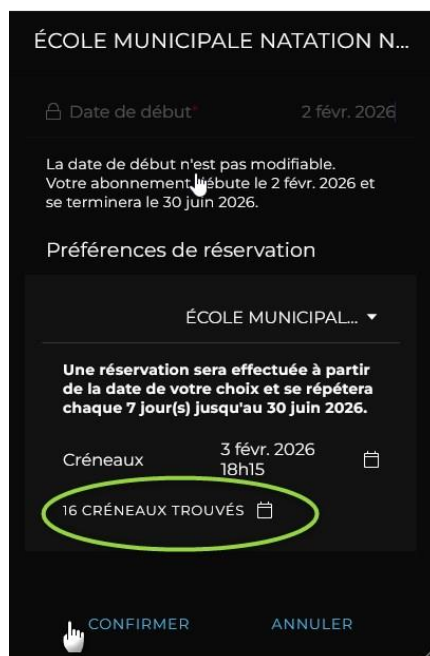 ÉCOLE MUNICIPALE NATATION N...
Date de début* 2 févr. 2026
La date de début n'est pas modifiable.
Votre abonnement débute le 2 févr. 2026 et
se terminera le 30 juin 2026.
Préférences de réservation
ÉCOLE MUNICIPAL...
Une réservation sera effectuée à partir
de la date de votre choix et se répétera
chaque 7 jour(s) jusqu'au 30 juin 2026.
Créneaux 3 févr. 2026
18h15
16 CRÉNEAUX TROUVÉS
CONFIRMER ANNULER